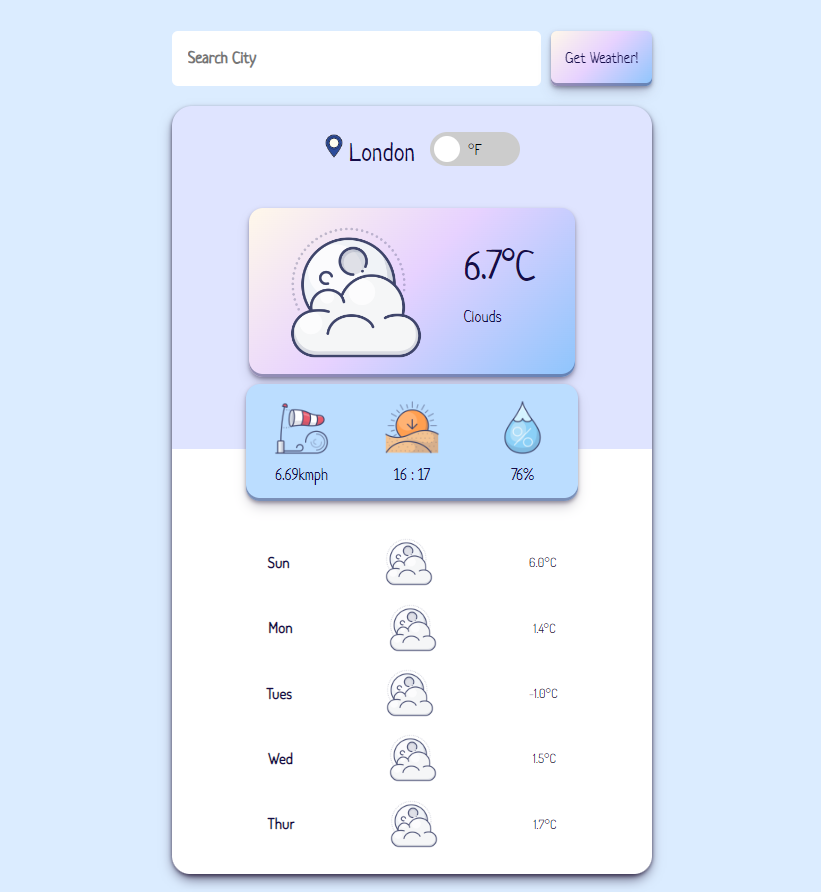 Search City
Get Weather!
London
°F
6.7°C
Clouds
%
6.69kmph
16 : 17
76%
Sun
6.0°C
Mon
1.4°C
Tues
-1.0°C
Wed
1.5°C
Thur
1.7°C